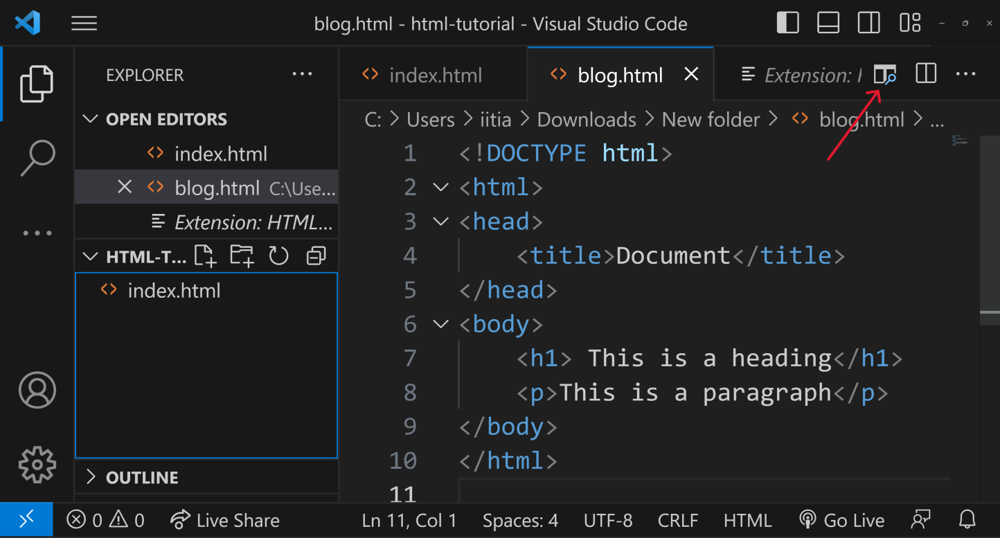 blog.html - html-tutorial - Visual Studio Code
EXPLORER
OPEN EDITORS
index.html
blog.html C:\Use...
Extension: HTML...
HTML-T...
index.html
OUTLINE
index.html
blog.html
Extension:
C: > Users > iitia > Downloads > New folder > blog.html > ...
1 <!DOCTYPE html>
2 <html>
3 <head>
4 <title>Document</title>
5 </head>
6 <body>
7 <h1> This is a heading</h1>
8 <p>This is a paragraph</p>
9 </body>
10 </html>
11
0 0 Live Share Ln 11, Col 1 Spaces: 4 UTF-8 CRLF HTML Go Live